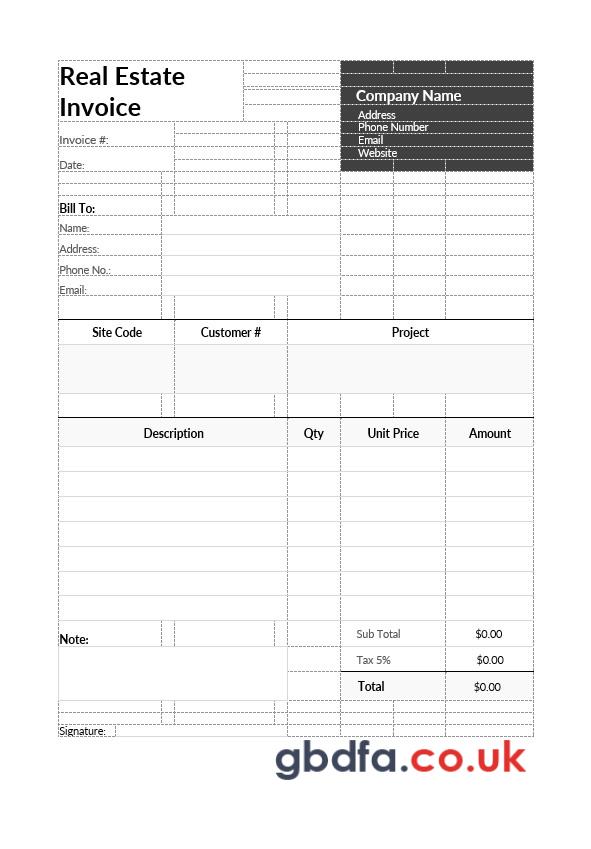 Real Estate
Invoice
Company Name
Address
Phone Number
Email
Website
Invoice #:
Date:
Bill To:
Name:
Address:
Phone No.:
Email:
Site Code Customer # Project
Description Qty Unit Price Amount
Note:
Sub Total $0.00
Tax 5% $0.00
Total $0.00
Signature:
gbdfa.co.uk